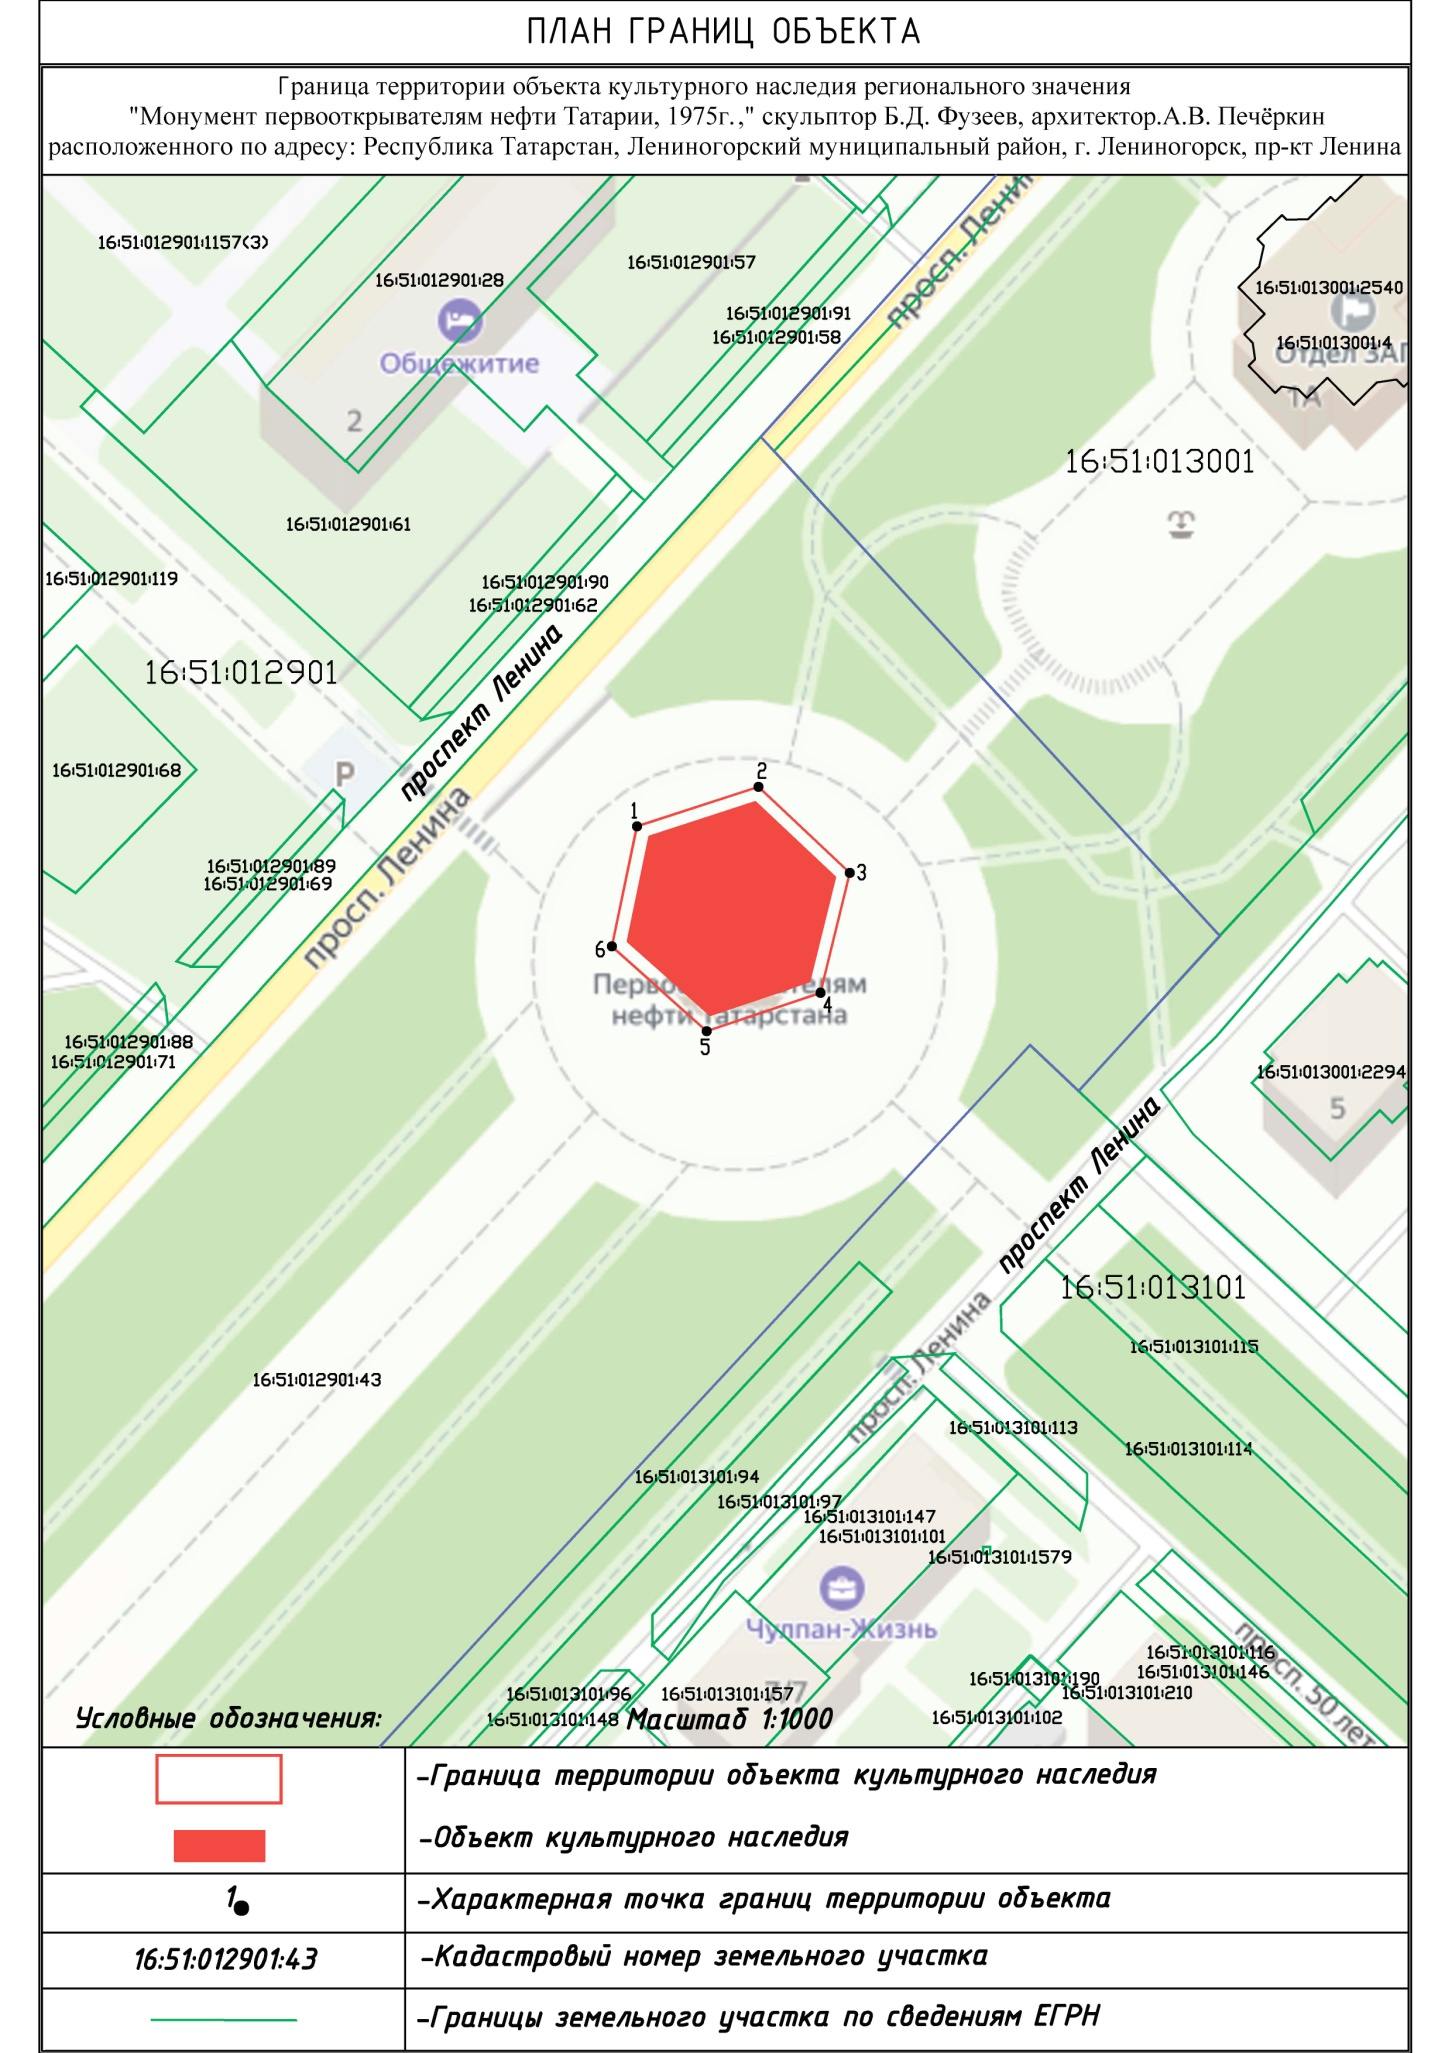 ПЛАН ГРАНИЦ ОБЪЕКТА
Граница территории объекта культурного наследия регионального значения
"Монумент первооткрывателям нефти Татарии, 1975г.," скульптор Б.Д. Фузеев, архитектор.А.В. Печёркин
расположенного по адресу: Республика Татарстан, Лениногорский муниципальный район, г. Лениногорск, пр-кт Ленина
16:51:012901:1157(3)
16:51:012901:28
16:51:012901:57
16:51:012901:91
16:51:012901:58
просп. Ленин
16:51:013001:2540
16:51:013001:4
Отдел ЗАГ
1А
Общежитие
2
16:51:013001
16:51:012901:61
16:51:012901:119
16:51:012901:90
16:51:012901:62
16:51:012901
проспект Ленина
16:51:012901:68
P
просп. Ленина
16:51:012901:89
16:51:012901:69
1
2
3
4
5
6
нефти Татарстана
16:51:012901:88
16:51:012901:71
16:51:013001:2294
5
проспект Ленина
16:51:013101
просп. Ленина
16:51:013101:115
16:51:012901:43
16:51:013101:113
16:51:013101:114
16:51:013101:94
16:51:013101:97
16:51:013101:147
16:51:013101:101
16:51:013101:1579
Чулпан-Жизнь
16:51:013101:116
16:51:013101:146
16:51:013101:190
16:51:013101:210
просп. 50 лет
16:51:013101:96
16:51:013101:157
7/7
16:51:013101:148
16:51:013101:102
Условные обозначения:
Масштаб 1:1000
-Граница территории объекта культурного наследия
-Объект культурного наследия
1
-Характерная точка границ территории объекта
16:51:012901:43
-Кадастровый номер земельного участка
-Границы земельного участка по сведениям ЕГРН